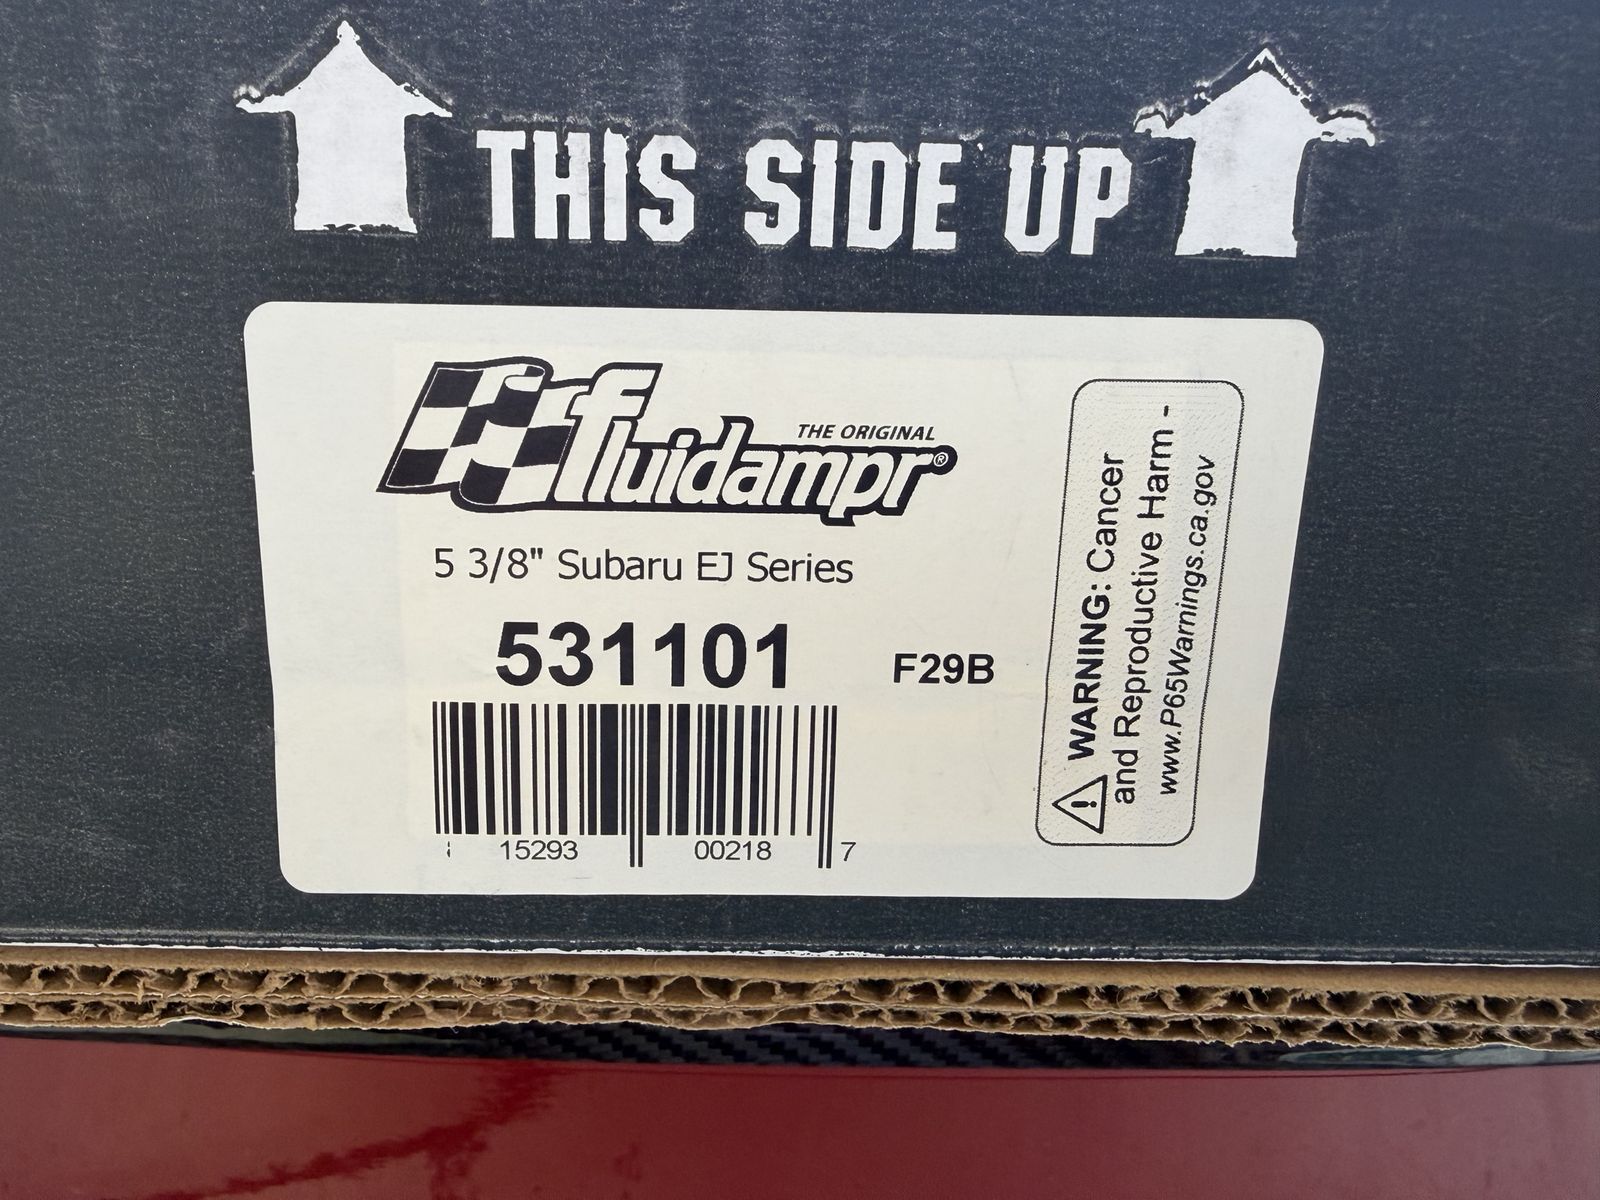 THIS SIDE UP
THE ORIGINAL
fluidampr®
5 3/8" Subaru EJ Series
531101
F29B
15293 00218 7
⚠ WARNING: Cancer
and Reproductive Harm -
www.P65Warnings.ca.gov